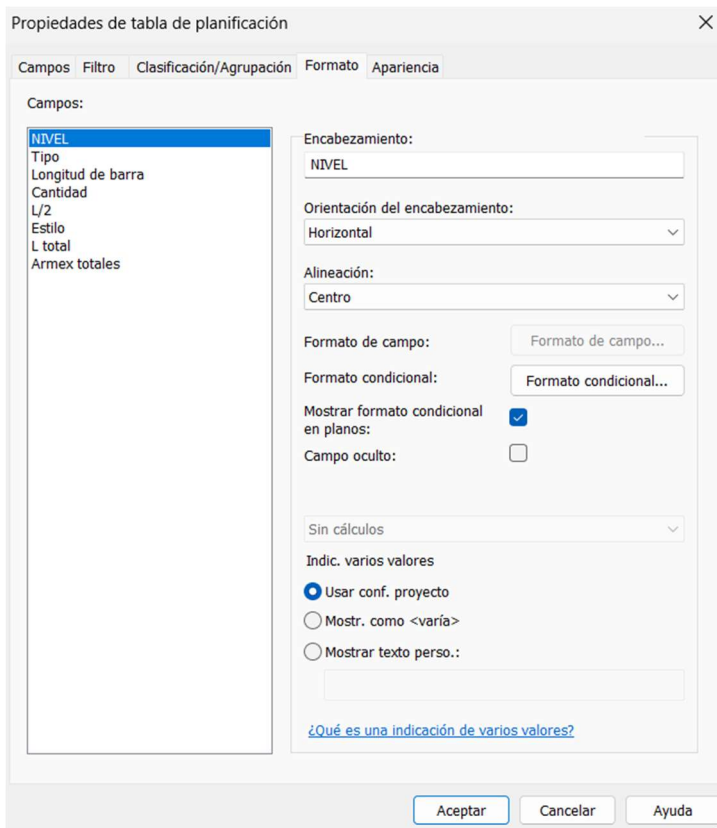 Propiedades de tabla de planificación
Campos Filtro Clasificación/Agrupación Formato Apariencia
Campos:
NIVEL
Tipo
Longitud de barra
Cantidad
L/2
Estilo
L total
Armex totales
Encabezamiento:
NIVEL
Orientación del encabezamiento:
Horizontal
Alineación:
Centro
Formato de campo: Formato de campo...
Formato condicional: Formato condicional...
Mostrar formato condicional
en planos:
Campo oculto:
Sin cálculos
Indic. varios valores
Usar conf. proyecto
Mostr. como <varía>
Mostrar texto perso.:
¿Qué es una indicación de varios valores?
Aceptar Cancelar Ayuda